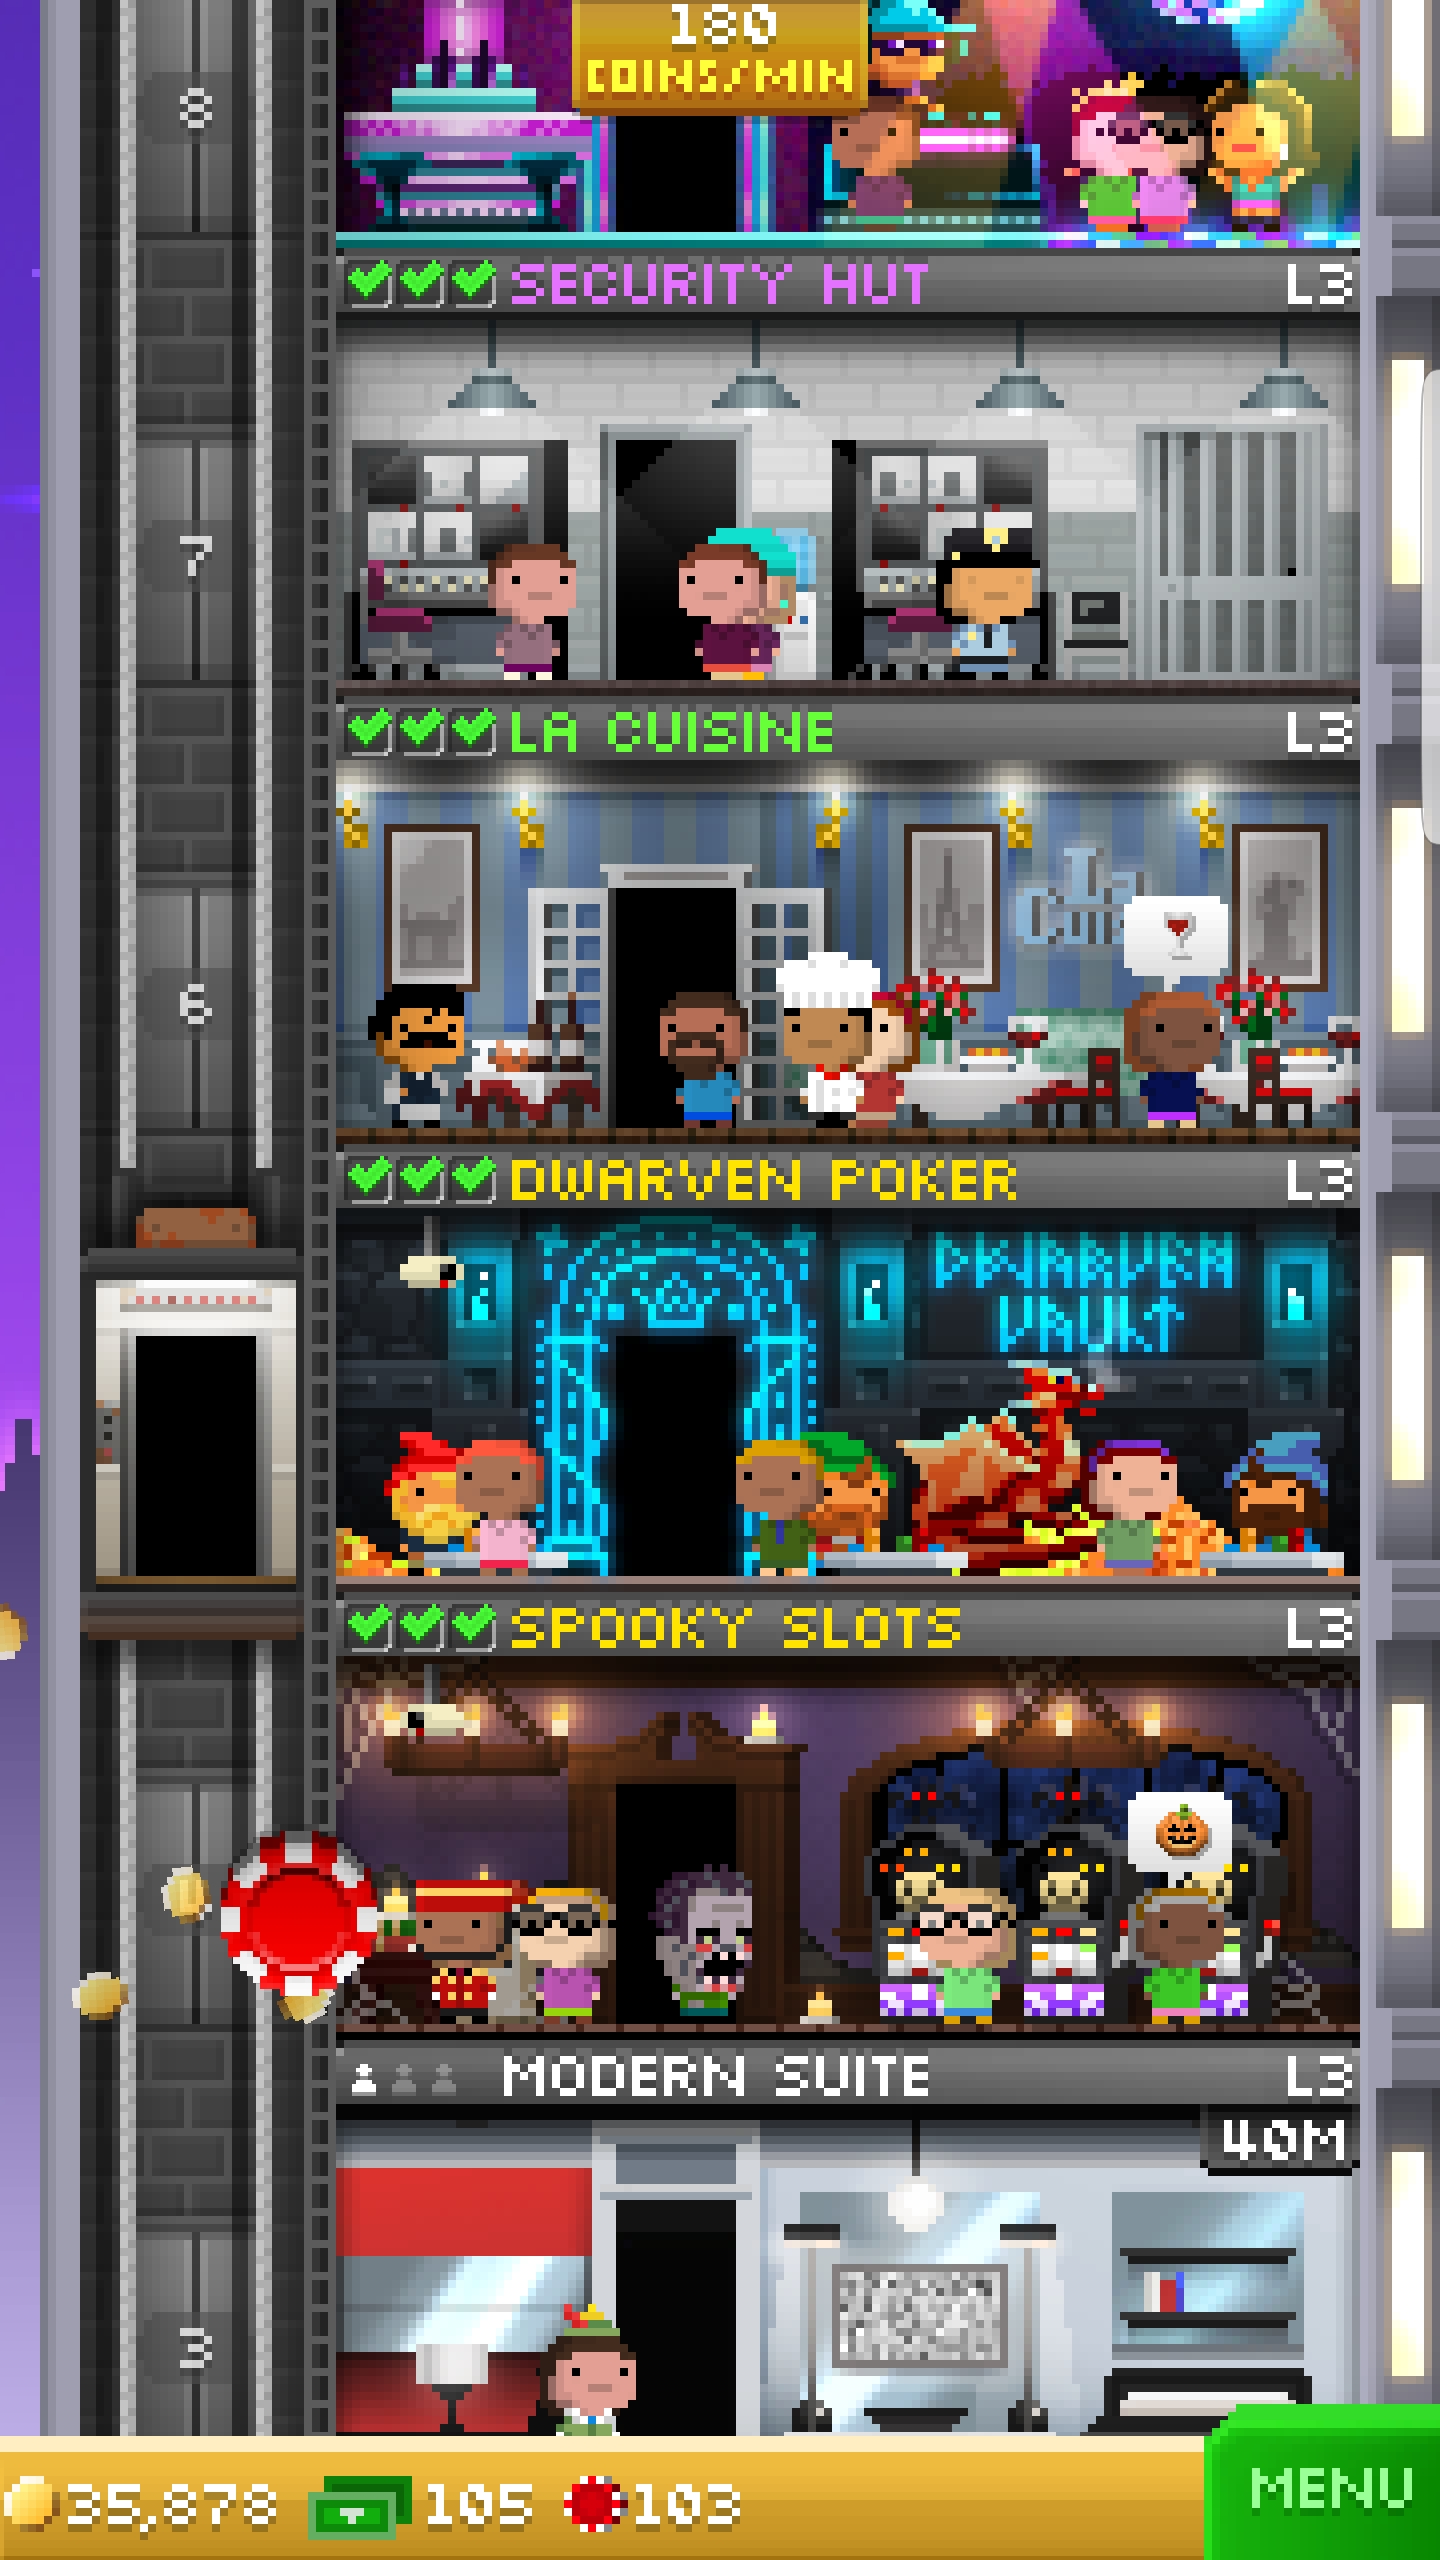 180
COINS/MIN
8
SECURITY HUT L3
7
LA CUISINE L3
La
6
DWARVEN POKER L3
DWARVEN
VAULT
SPOOKY SLOTS L3
MODERN SUITE L3
40M
3
35,878 105 103
MENU